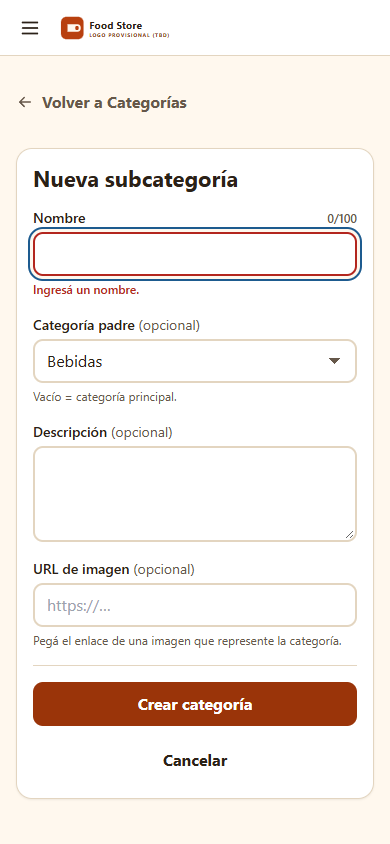 Food Store
LOGO PROVISIONAL (TBD)
Volver a Categorías
Nueva subcategoría
Nombre 0/100
Ingresá un nombre.
Categoría padre (opcional)
Bebidas
Vacío = categoría principal.
Descripción (opcional)
URL de imagen (opcional)
https://...
Pegá el enlace de una imagen que represente la categoría.
Crear categoría
Cancelar